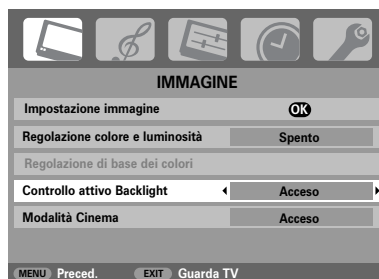 IMMAGINE
Impostazione immagine OK
Regolazione colore e luminosità Spento
Regolazione di base dei colori
Controllo attivo Backlight Acceso
Modalità Cinema Acceso
MENU Preced. EXIT Guarda TV